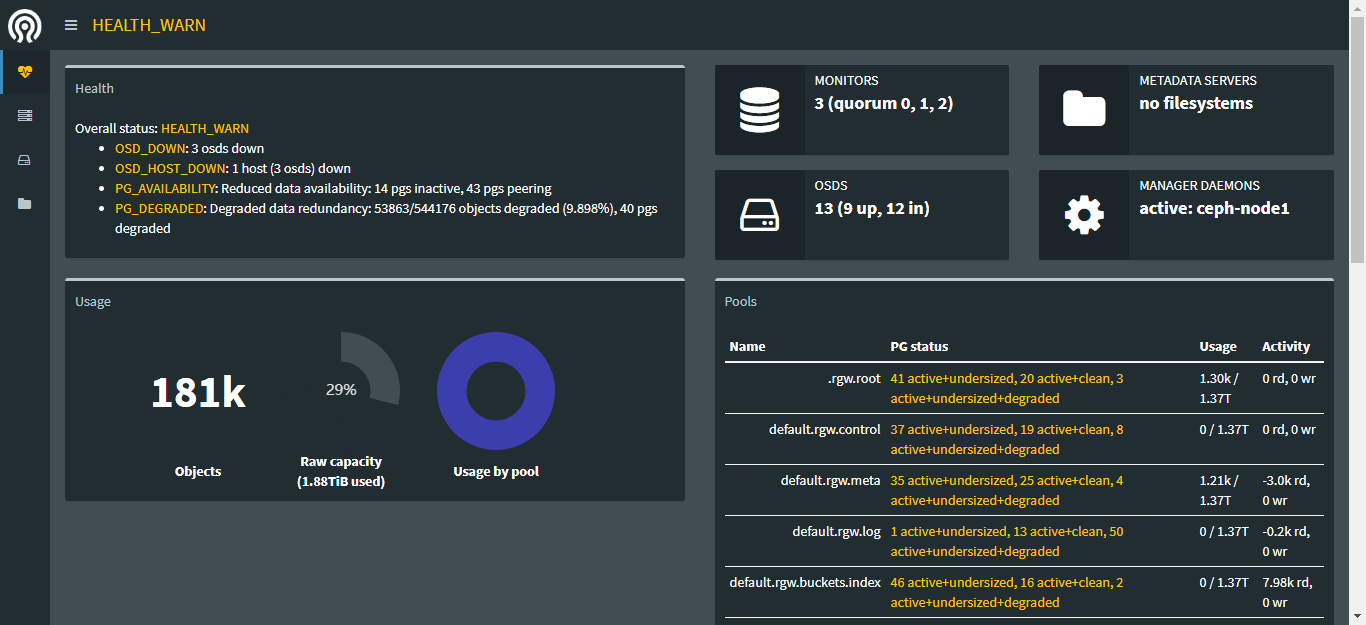 HEALTH_WARN
Health
Overall status: HEALTH_WARN
OSD_DOWN: 3 osds down
OSD_HOST_DOWN: 1 host (3 osds) down
PG_AVAILABILITY: Reduced data availability: 14 pgs inactive, 43 pgs peering
PG_DEGRADED: Degraded data redundancy: 53863/544176 objects degraded (9.898%), 40 pgs
degraded
MONITORS
3 (quorum 0, 1, 2)
METADATA SERVERS
no filesystems
OSDS
13 (9 up, 12 in)
MANAGER DAEMONS
active: ceph-node1
Usage
181k
Objects
29%
Raw capacity
(1.88TiB used)
Usage by pool
Pools
Name PG status Usage Activity
.rgw.root 41 active+undersized, 20 active+clean, 3 1.30k / 0 rd, 0 wr
active+undersized+degraded 1.37T
default.rgw.control 37 active+undersized, 19 active+clean, 8 0 / 1.37T 0 rd, 0 wr
active+undersized+degraded
default.rgw.meta 35 active+undersized, 25 active+clean, 4 1.21k / -3.0k rd,
active+undersized+degraded 1.37T 0 wr
default.rgw.log 1 active+undersized, 13 active+clean, 50 0 / 1.37T -0.2k rd,
active+undersized+degraded 0 wr
default.rgw.buckets.index 46 active+undersized, 16 active+clean, 2 0 / 1.37T 7.98k rd,
active+undersized+degraded 0 wr